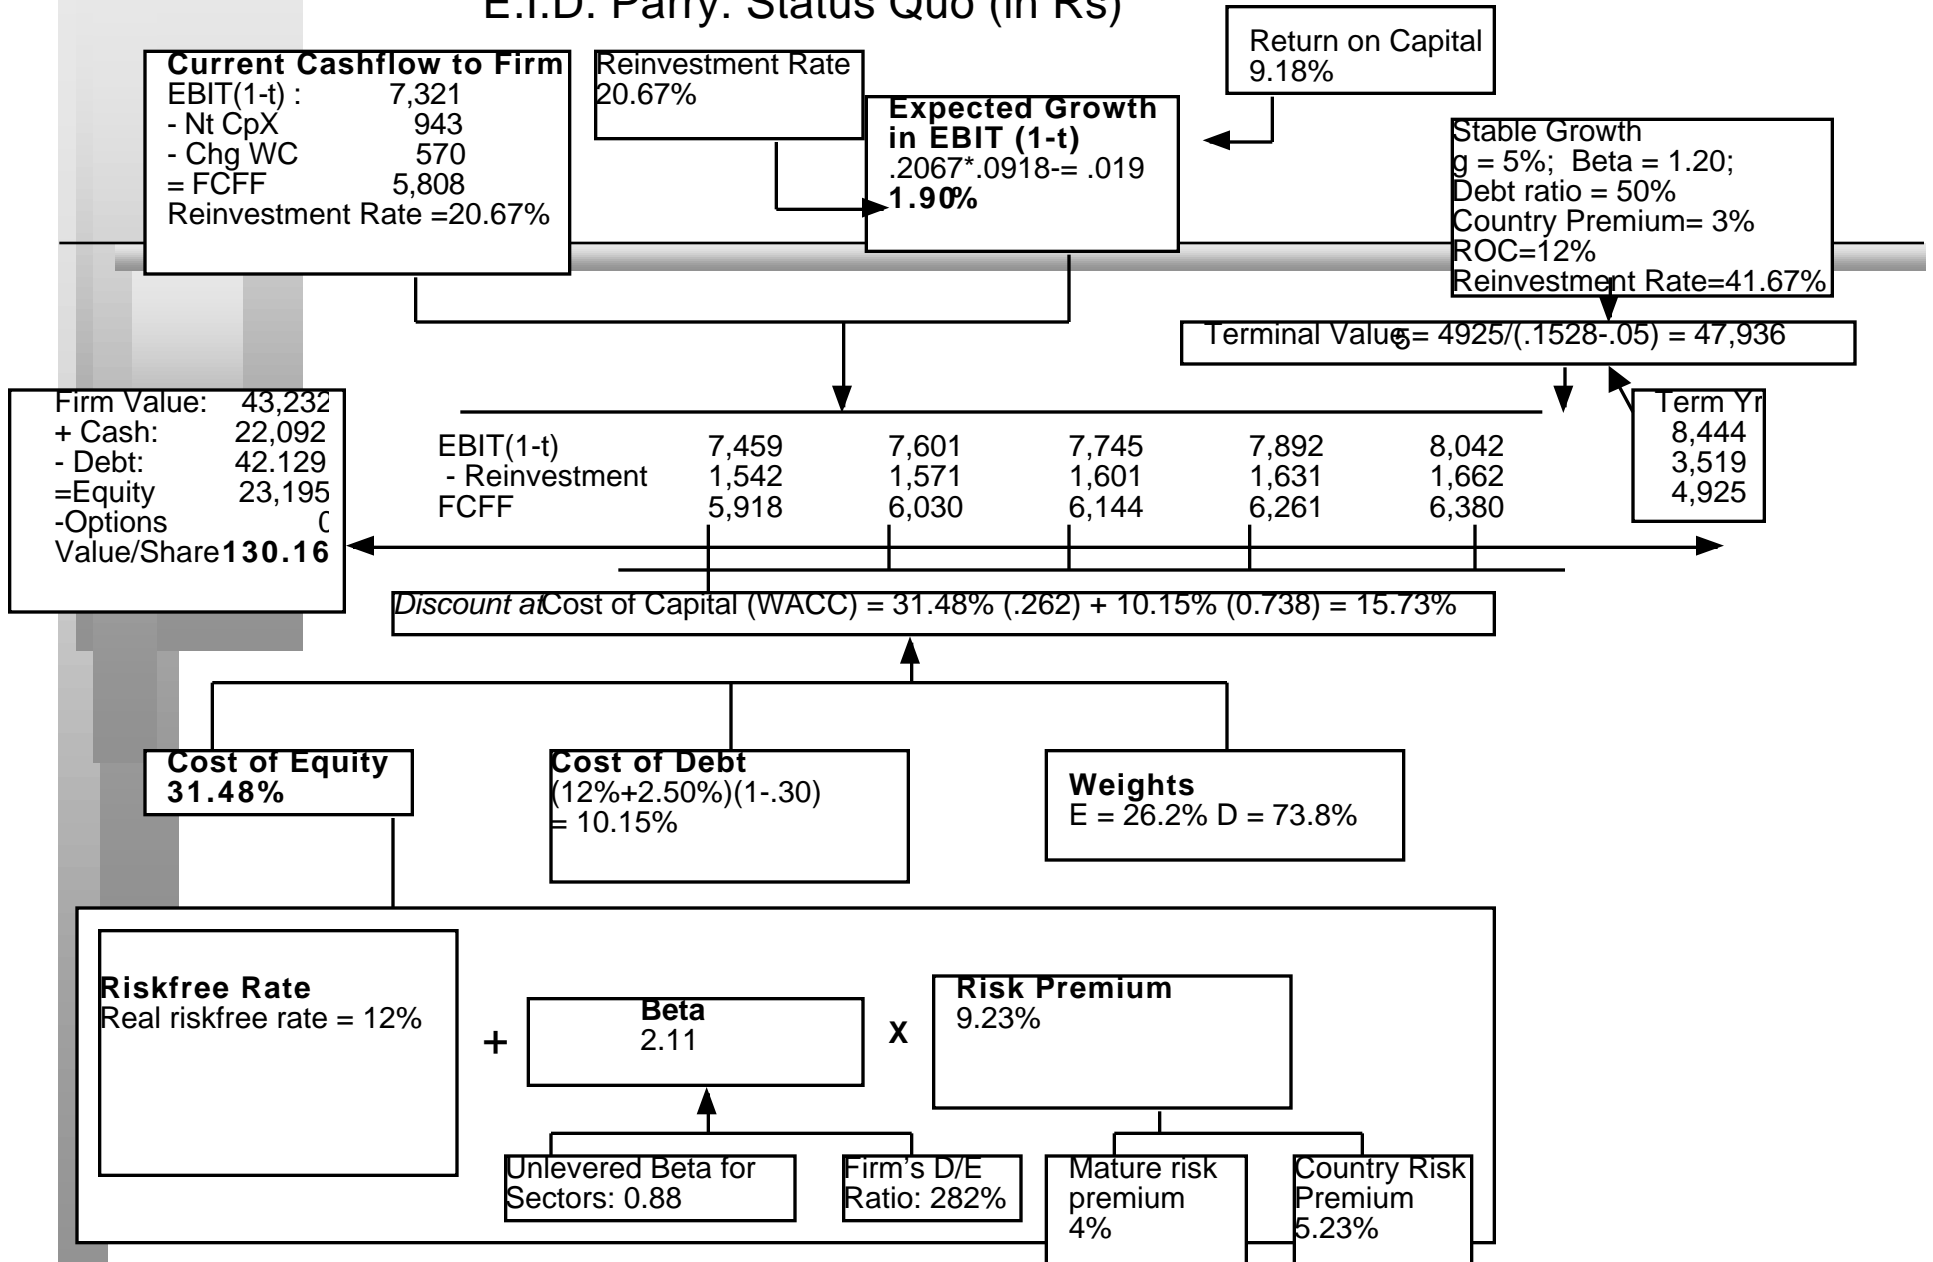 E.I.D. Parry: Status Quo (in Rs)
Current Cashflow to Firm
EBIT(1-t) : 7,321
- Nt CpX 943
- Chg WC 570
= FCFF 5,808
Reinvestment Rate =20.67%
Reinvestment Rate
20.67%
Expected Growth
in EBIT (1-t)
.2067*.0918-= .019
1.90%
Return on Capital
9.18%
Stable Growth
g = 5%; Beta = 1.20;
Debt ratio = 50%
Country Premium= 3%
ROC=12%
Reinvestment Rate=41.67%
Terminal Value5= 4925/(.1528-.05) = 47,936
Firm Value: 43,232
+ Cash: 22,092
- Debt: 42.129
=Equity 23,195
-Options 0
Value/Share 130.16
EBIT(1-t) 7,459 7,601 7,745 7,892 8,042
- Reinvestment 1,542 1,571 1,601 1,631 1,662
FCFF 5,918 6,030 6,144 6,261 6,380
Term Yr
8,444
3,519
4,925
Discount at Cost of Capital (WACC) = 31.48% (.262) + 10.15% (0.738) = 15.73%
Cost of Equity
31.48%
Cost of Debt
(12%+2.50%)(1-.30)
= 10.15%
Weights
E = 26.2% D = 73.8%
Riskfree Rate
Real riskfree rate = 12%
+
Beta
2.11
X
Risk Premium
9.23%
Unlevered Beta for
Sectors: 0.88
Firm’s D/E
Ratio: 282%
Mature risk
premium
4%
Country Risk
Premium
5.23%